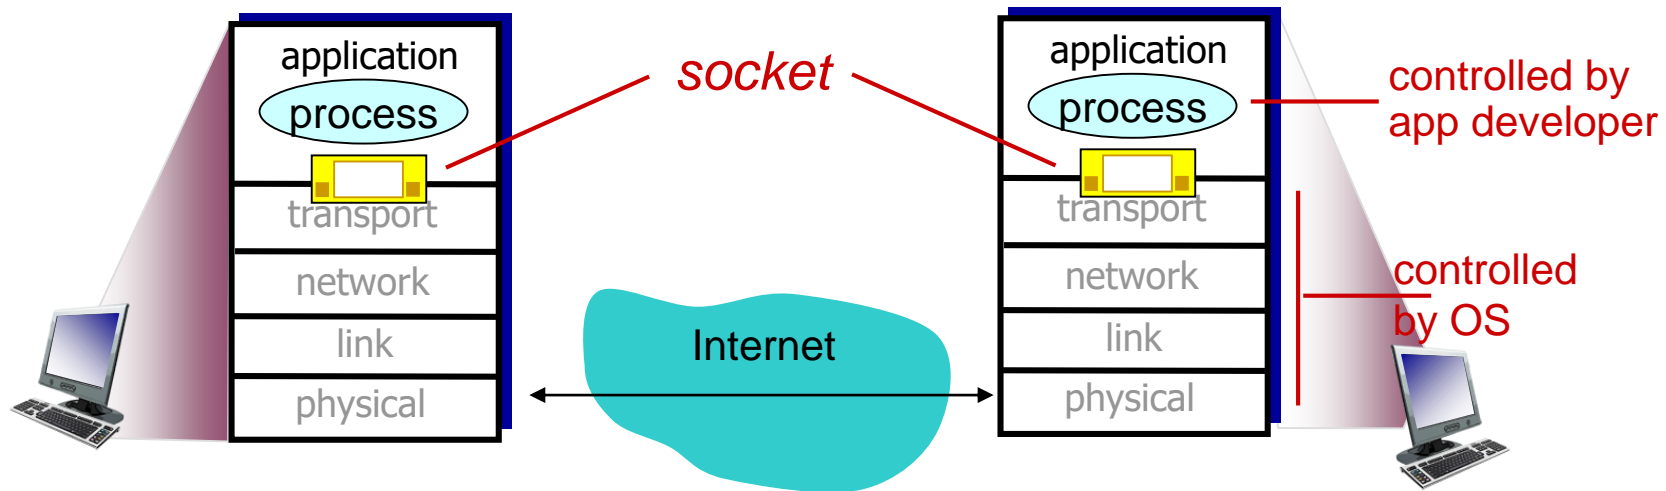 application
process
transport
network
link
physical
socket
Internet
application
process
transport
network
link
physical
controlled by
app developer
controlled
by OS